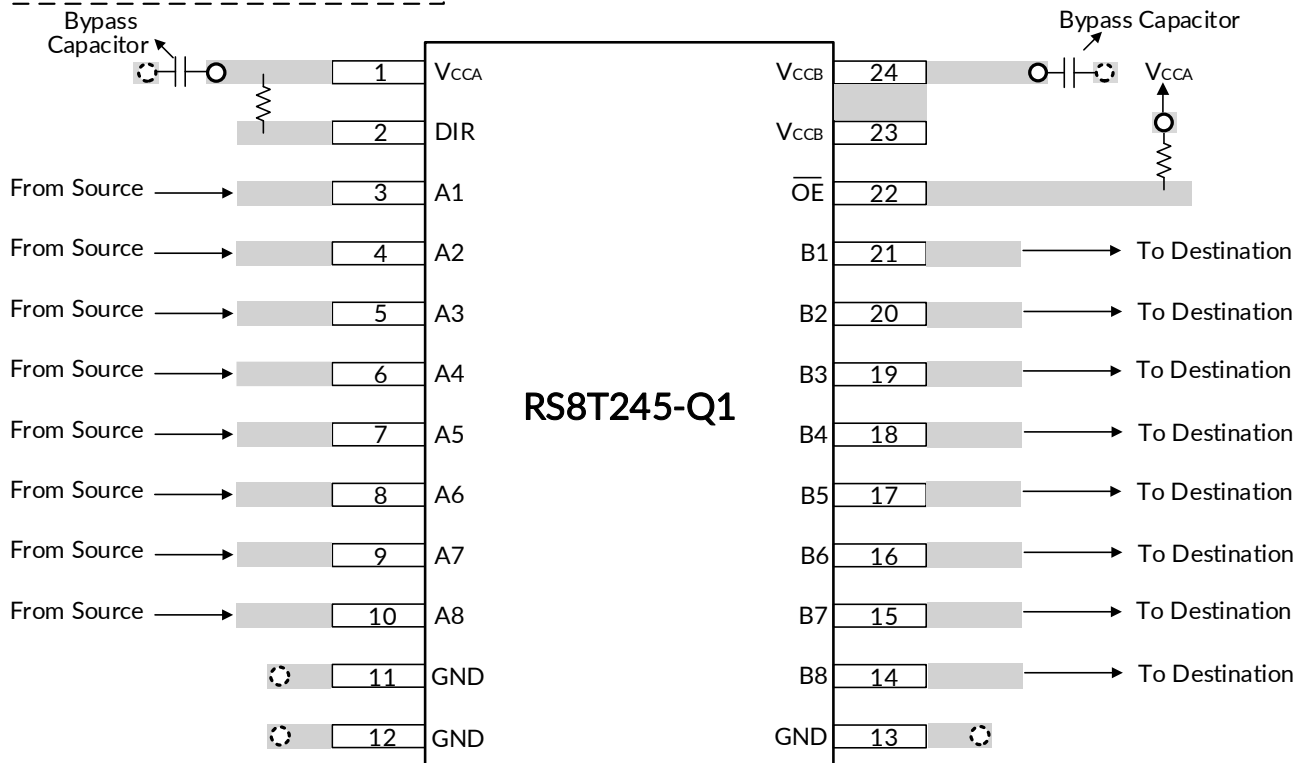 Bypass
Capacitor
Bypass Capacitor
1 VCCA VCCB 24 VCCA
2 DIR VCCB 23
From Source 3 A1 OE 22
From Source 4 A2 B1 21 To Destination
From Source 5 A3 B2 20 To Destination
From Source 6 A4 B3 19 To Destination
RS8T245-Q1
From Source 7 A5 B4 18 To Destination
From Source 8 A6 B5 17 To Destination
From Source 9 A7 B6 16 To Destination
From Source 10 A8 B7 15 To Destination
11 GND B8 14 To Destination
12 GND GND 13